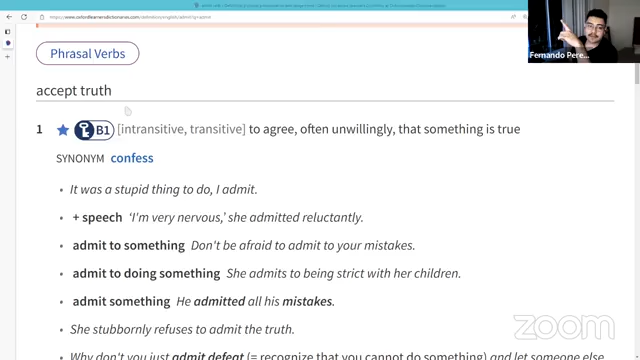 Phrasal Verbs
accept truth
1 B1 [intransitive, transitive] to agree, often unwillingly, that something is true
SYNONYM confess
• It was a stupid thing to do, I admit.
• + speech ‘I'm very nervous,’ she admitted reluctantly.
• admit to something Don't be afraid to admit to your mistakes.
• admit to doing something She admits to being strict with her children.
• admit something He admitted all his mistakes.
• She stubbornly refuses to admit the truth.
• Why don't you just admit defeat (= recognize that you cannot do something) and let someone else
Fernando Pere...
zoom